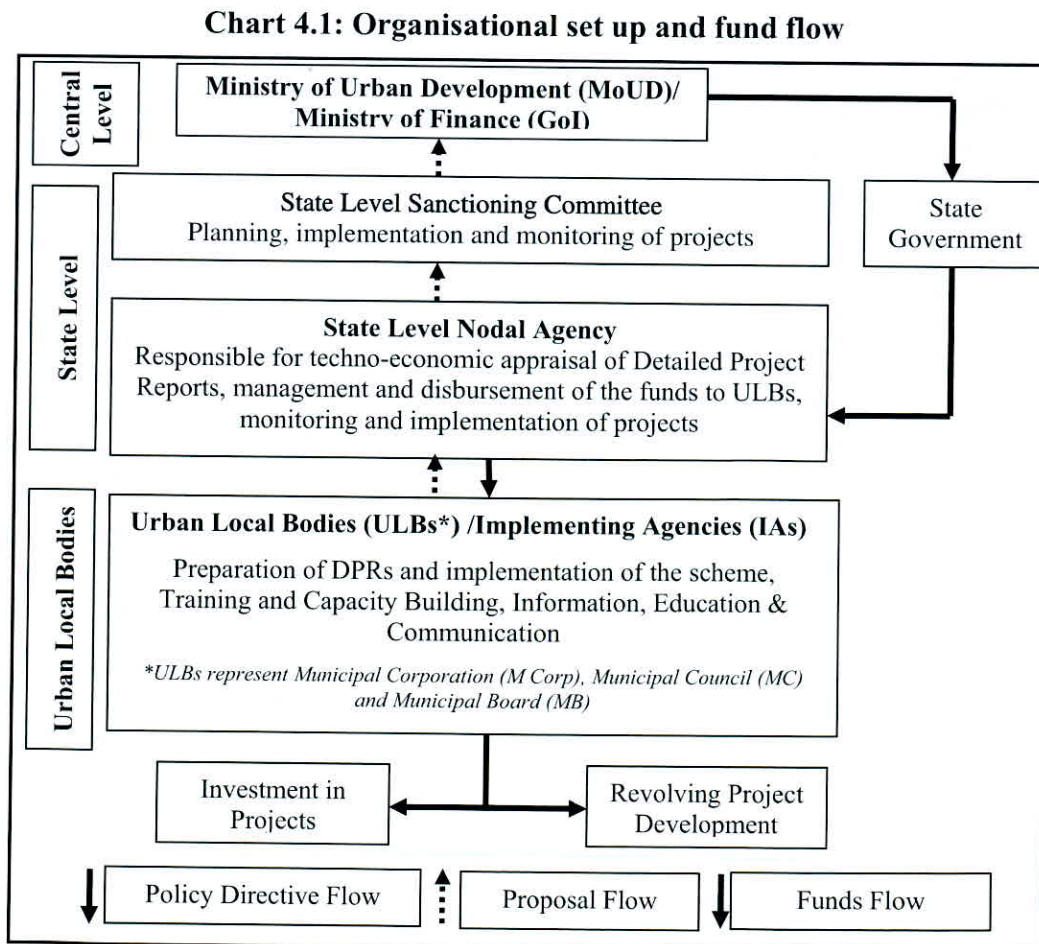 Chart 4.1: Organisational set up and fund flow
Central
Level
Ministry of Urban Development (MoUD)/
Ministry of Finance (GoI)
State Level
State Level Sanctioning Committee
Planning, implementation and monitoring of projects
State
Government
State Level Nodal Agency
Responsible for techno-economic appraisal of Detailed Project
Reports, management and disbursement of the funds to ULBs,
monitoring and implementation of projects
Urban Local Bodies
Urban Local Bodies (ULBs*) /Implementing Agencies (IAs)
Preparation of DPRs and implementation of the scheme,
Training and Capacity Building, Information, Education &
Communication
*ULBs represent Municipal Corporation (M Corp), Municipal Council (MC)
and Municipal Board (MB)
Investment in
Projects
Revolving Project
Development
Policy Directive Flow
Proposal Flow
Funds Flow